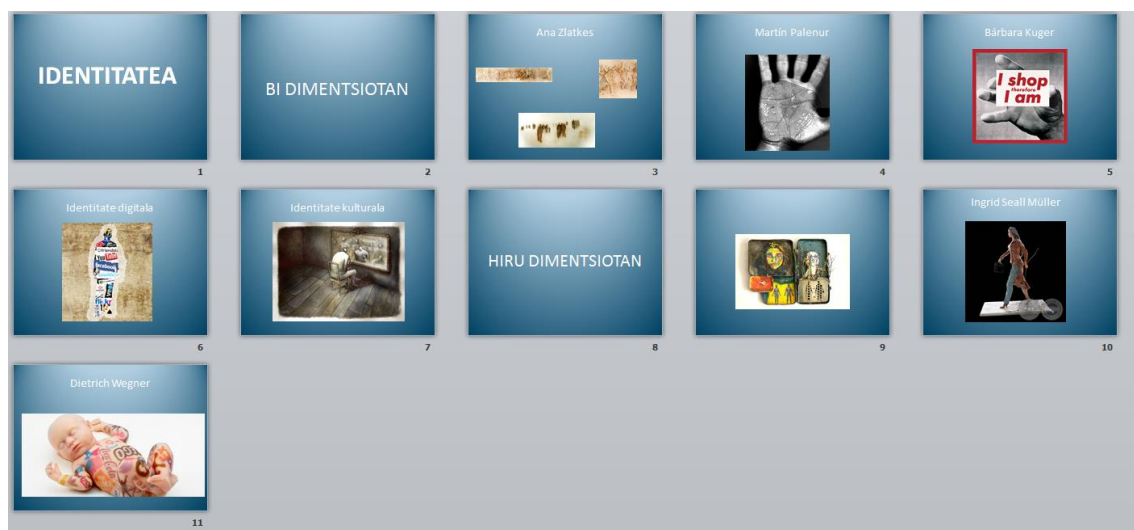 IDENTITATEA
1
BI DIMENTSIOTAN
2
Ana Zlatkes
3
Martín Palenur
4
Bárbara Kuger
I shop
therefore
I am
5
Identitate digitala
facebook
6
Identitate kulturala
7
HIRU DIMENTSIOTAN
8
9
Ingrid Seall Müller
10
Dietrich Wegner
11